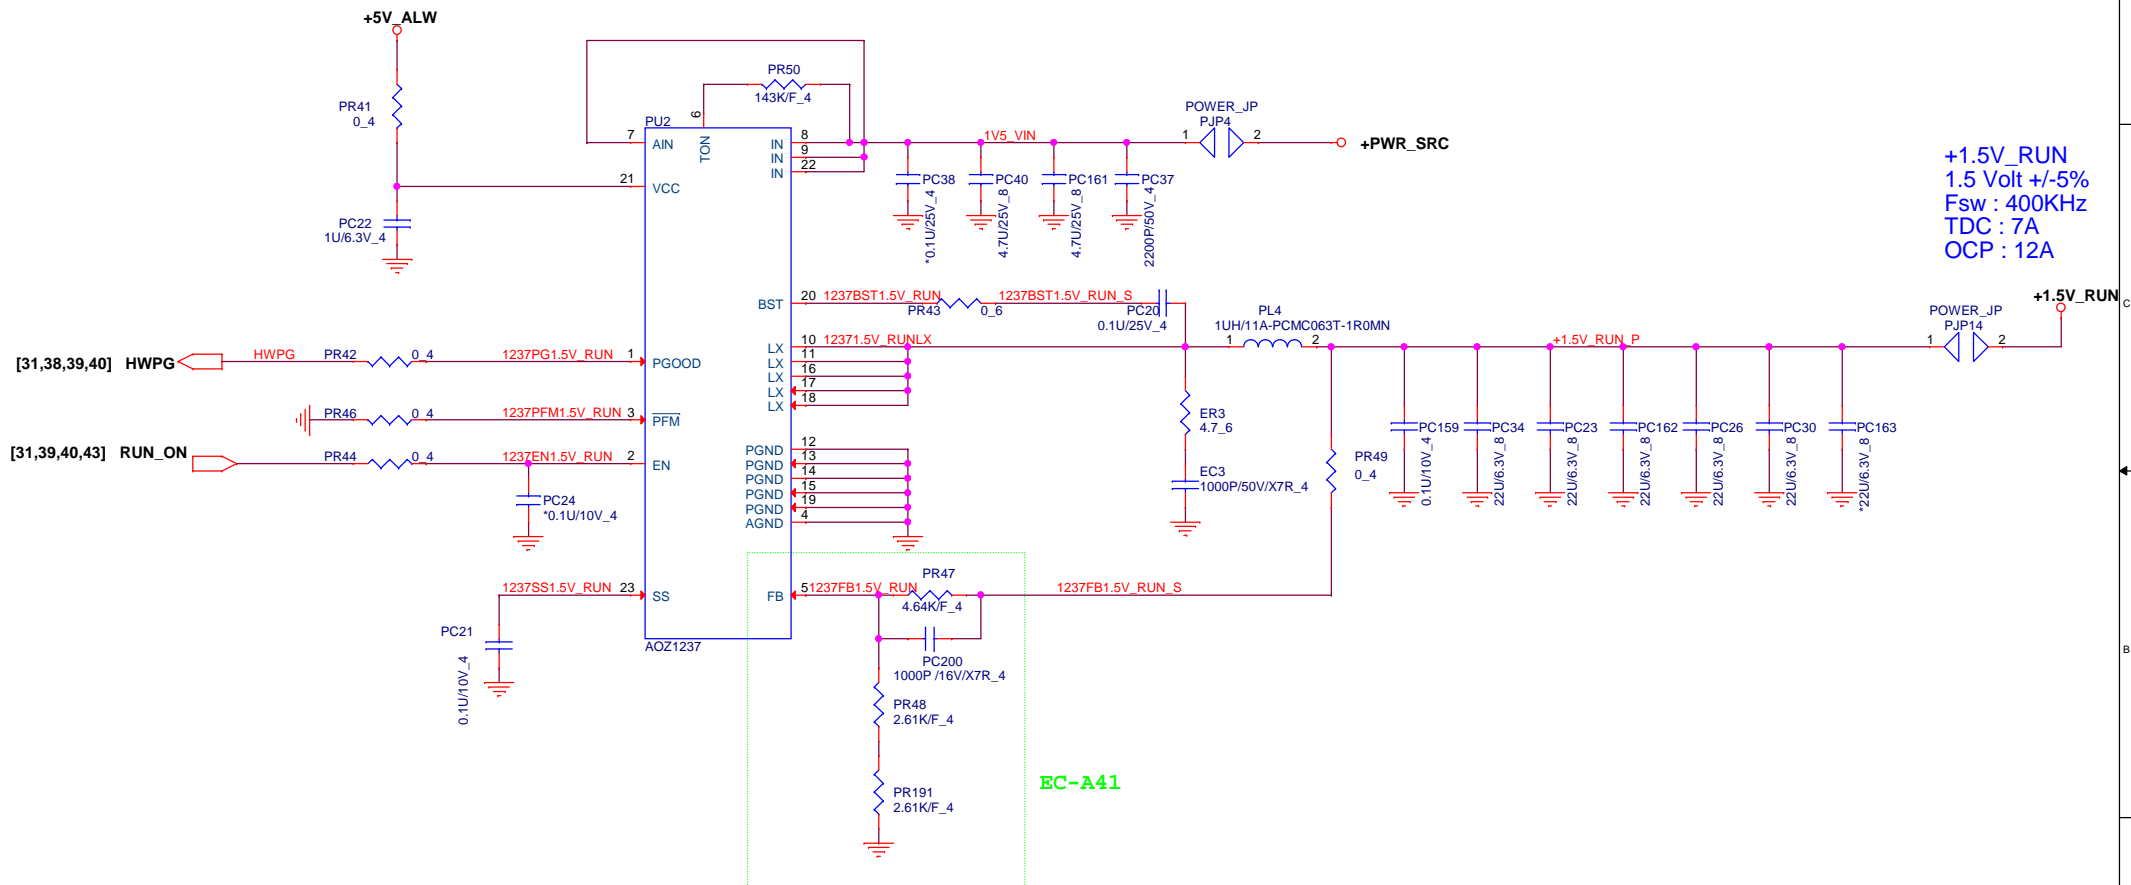 +5V_ALW
PR41
0_4
PC22
1U/6.3V_4
PR50
143K/F_4
PU2
6
TON
7
AIN
21
VCC
IN
8
IN
9
IN
22
1V5_VIN
POWER_JP
PJP4
1
2
+PWR_SRC
PC38
*0.1U/25V_4
PC40
4.7U/25V_8
PC161
4.7U/25V_8
PC37
2200P/50V_4
+1.5V_RUN
1.5 Volt +/-5%
Fsw : 400KHz
TDC : 7A
OCP : 12A
BST
20
1237BST1.5V_RUN
PR43
0_6
1237BST1.5V_RUN_S
PC20
0.1U/25V_4
PL4
1UH/11A-PCMC063T-1R0MN
1
2
+1.5V_RUN
C
POWER_JP
PJP14
1
2
+1.5V_RUN_P
[31,38,39,40] HWPG
HWPG
PR42
0_4
1237PG1.5V_RUN
1
PGOOD
LX
10
12371.5V_RUNLX
LX
11
LX
16
LX
17
LX
18
PR46
0_4
1237PFM1.5V_RUN
3
PFM
[31,39,40,43] RUN_ON
PR44
0_4
1237EN1.5V_RUN
2
EN
PC24
*0.1U/10V_4
PGND
12
PGND
13
PGND
14
PGND
15
PGND
19
AGND
4
ER3
4.7_6
EC3
1000P/50V/X7R_4
PR49
0_4
PC159
0.1U/10V_4
PC34
22U/6.3V_8
PC23
22U/6.3V_8
PC162
22U/6.3V_8
PC26
22U/6.3V_8
PC30
22U/6.3V_8
PC163
*22U/6.3V_8
1237SS1.5V_RUN
23
SS
PC21
0.1U/10V_4
AOZ1237
FB
5
1237FB1.5V_RUN
PR47
4.64K/F_4
1237FB1.5V_RUN_S
PC200
1000P /16V/X7R_4
PR48
2.61K/F_4
PR191
2.61K/F_4
EC-A41
B